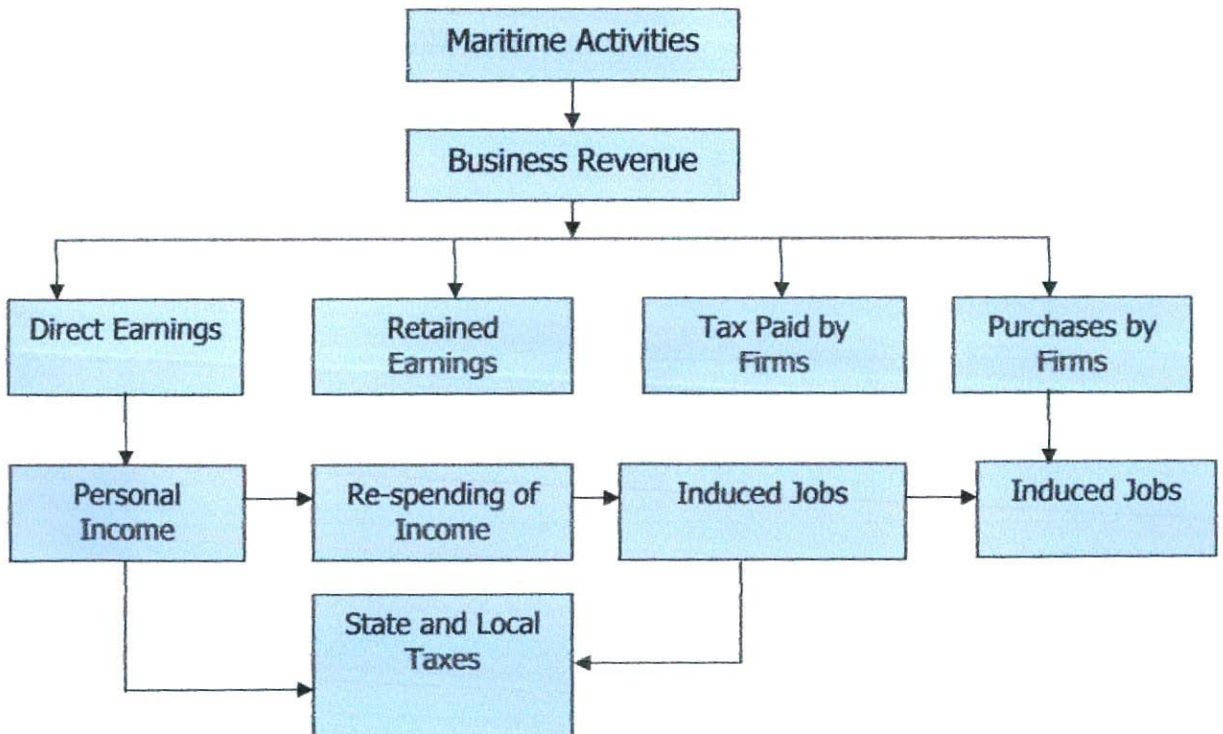 Maritime Activities
Business Revenue
Direct Earnings
Retained
Earnings
Tax Paid by
Firms
Purchases by
Firms
Personal
Income
Re-spending of
Income
Induced Jobs
Induced Jobs
State and Local
Taxes